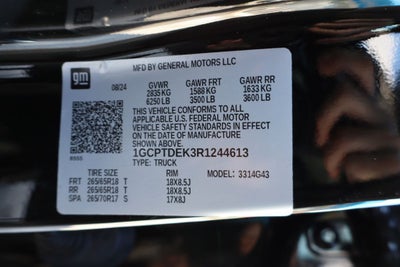 gm
MFD BY GENERAL MOTORS LLC
08/24
GVWR GAWR FRT GAWR RR
2835 KG 1588 KG 1633 KG
6250 LB 3500 LB 3600 LB
THIS VEHICLE CONFORMS TO ALL
APPLICABLE U.S. FEDERAL MOTOR
VEHICLE SAFETY STANDARDS IN EFFECT
ON THE DATE OF MANUFACTURE
SHOWN ABOVE.
1GCPTDEK3R1244613
TYPE: TRUCK
TIRE SIZE RIM MODEL: 3314G43
FRT 265/65R18 T 18X8.5J
RR 265/65R18 T 18X8.5J
SPA 265/70R17 S 17X8J